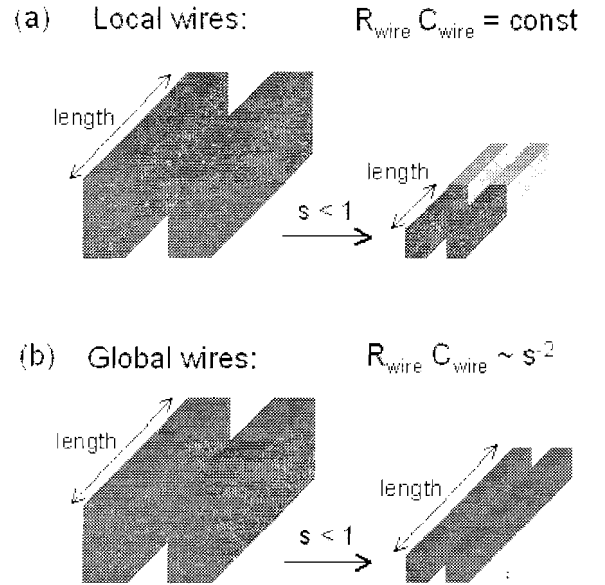 (a) Local wires: R_wire C_wire = const
length
length
s < 1
(b) Global wires: R_wire C_wire ~ s^-2
length
length
s < 1